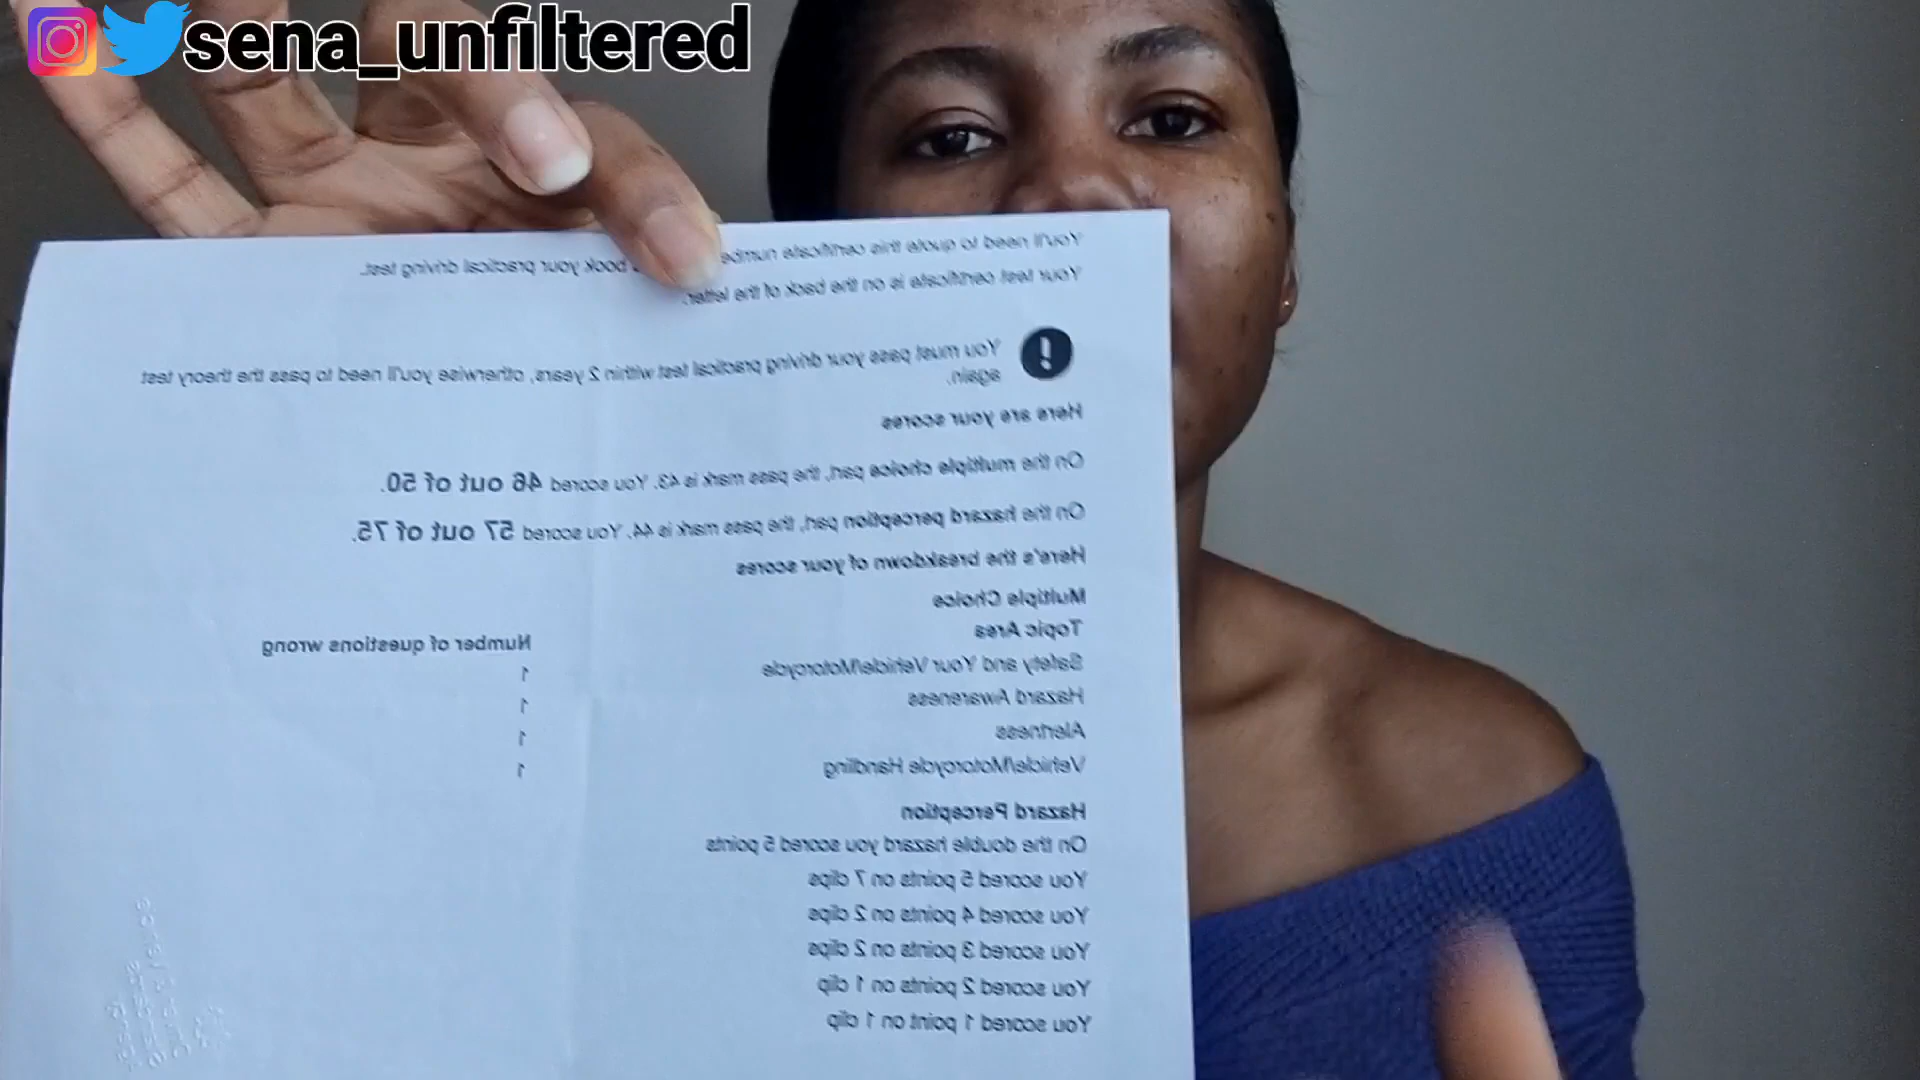 sena_unfiltered
You'll need to quote this certificate book your practical driving test.
Your test certificate is on the back of the letter.
! You must pass your driving practical test within 2 years, otherwise you'll need to pass the theory test
again.
Here are your scores
On the multiple choice part, the pass mark is 43. You scored 46 out of 50.
On the hazard perception part, the pass mark is 44. You scored 57 out of 75.
Here's the breakdown of your scores
Multiple Choice
Topic Area Number of questions wrong
Safety and Your Vehicle/Motorcycle 1
Hazard Awareness 1
Alertness 1
Vehicle/Motorcycle Handling 1
Hazard Perception
On the double hazard you scored 5 points
You scored 5 points on 7 clips
You scored 4 points on 2 clips
You scored 3 points on 2 clips
You scored 2 points on 1 clip
You scored 1 point on 1 clip